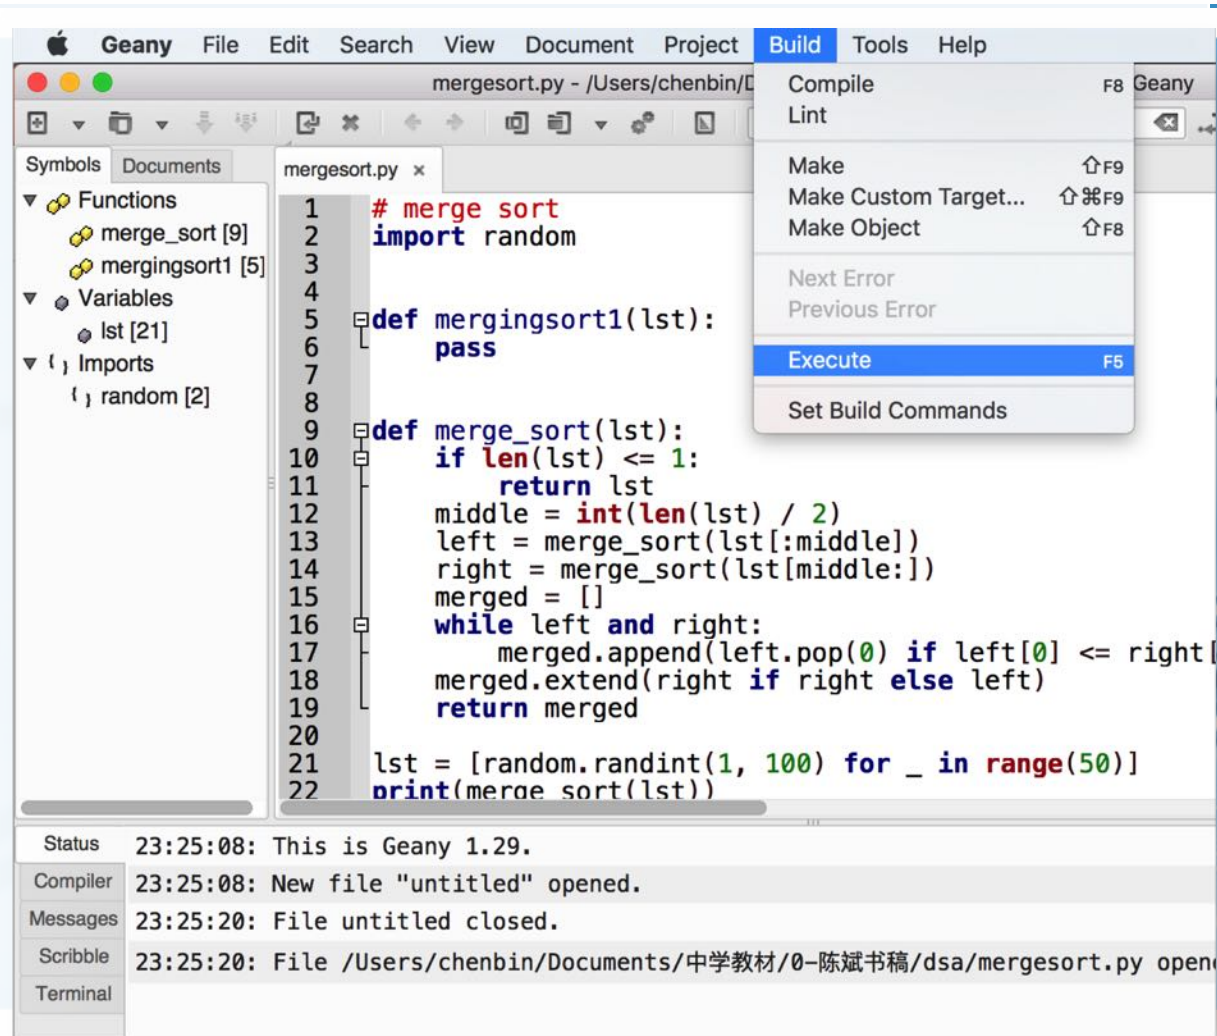 Geany File Edit Search View Document Project Build Tools Help
mergesort.py - /Users/chenbin/D
Geany
Compile F8
Lint
Make ⇧F9
Make Custom Target... ⇧⌘F9
Make Object ⇧F8
Next Error
Previous Error
Execute F5
Set Build Commands
Symbols Documents
Functions
merge_sort [9]
mergingsort1 [5]
Variables
lst [21]
Imports
random [2]
mergesort.py ×
1 # merge sort
2 import random
3
4
5 def mergingsort1(lst):
6 pass
7
8
9 def merge_sort(lst):
10 if len(lst) <= 1:
11 return lst
12 middle = int(len(lst) / 2)
13 left = merge_sort(lst[:middle])
14 right = merge_sort(lst[middle:])
15 merged = []
16 while left and right:
17 merged.append(left.pop(0) if left[0] <= right[
18 merged.extend(right if right else left)
19 return merged
20
21 lst = [random.randint(1, 100) for _ in range(50)]
22 print(merge_sort(lst))
Status
Compiler
Messages
Scribble
Terminal
23:25:08: This is Geany 1.29.
23:25:08: New file "untitled" opened.
23:25:20: File untitled closed.
23:25:20: File /Users/chenbin/Documents/中学教材/0-陈斌书稿/dsa/mergesort.py open